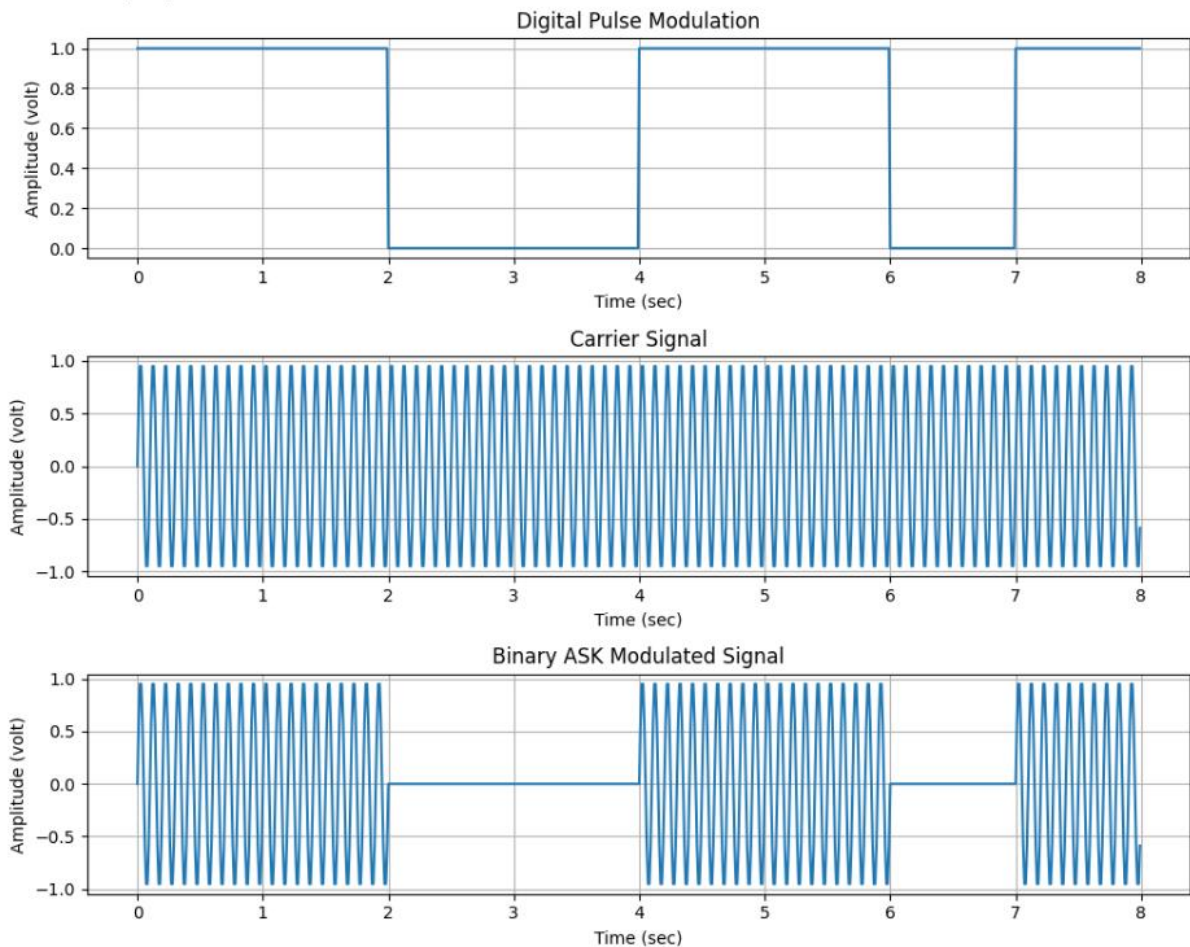 Digital Pulse Modulation
Amplitude (volt)
1.0
0.8
0.6
0.4
0.2
0.0
0 1 2 3 4 5 6 7 8
Time (sec)
Carrier Signal
Amplitude (volt)
1.0
0.5
0.0
−0.5
−1.0
0 1 2 3 4 5 6 7 8
Time (sec)
Binary ASK Modulated Signal
Amplitude (volt)
1.0
0.5
0.0
−0.5
−1.0
0 1 2 3 4 5 6 7 8
Time (sec)